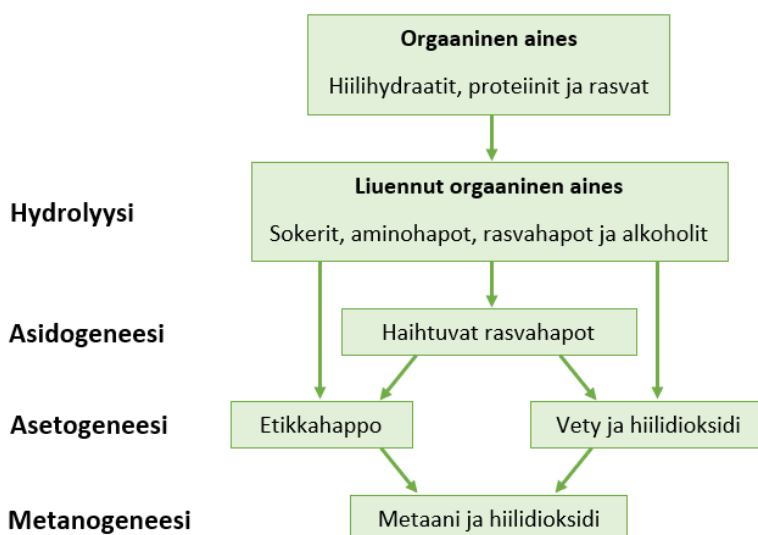 Orgaaninen aines
Hiilihydraatit, proteiinit ja rasvat
Hydrolyysi
Liuennut orgaaninen aines
Sokerit, aminohapot, rasvahapot ja alkoholit
Asidogeneesi
Haihtuvat rasvahapot
Asetogeneesi
Etikkahappo
Vety ja hiilidioksidi
Metanogeneesi
Metaani ja hiilidioksidi